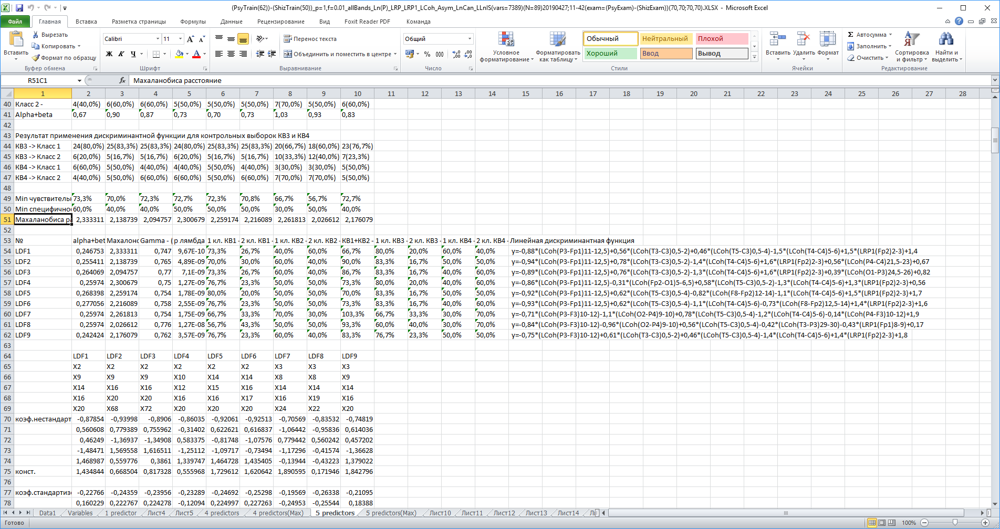 (PsyTrain(62))-(ShizTrain(50))_p=1,f=0.01_allBands_Ln(P)_LRP_LRP1_LCoh_Asym_LnCan_LLnIS(vars=7389)(N=89)20190427;11-42(exam=(PsyExam)-(ShizExam))(70,70;70,70).XLSX - Microsoft Excel
Файл Главная Вставка Разметка страницы Формулы Данные Рецензирование Вид Foxit Reader PDF Команда
Вставить
Вырезать
Копировать
Формат по образцу
Буфер обмена
Calibri 11
Ж К Ч
Шрифт
Перенос текста
Объединить и поместить в центре
Выравнивание
Общий
% 000
Число
Условное форматирование
Форматировать как таблицу
Обычный Нейтральный Плохой
Хороший Ввод Вывод
Стили
Вставить Удалить Формат
Ячейки
Автосумма
Заполнить
Очистить
Сортировка и фильтр
Найти и выделить
Редактирование
R51C1 fx Махаланобиса расстояние
1 2 3 4 5 6 7 8 9 10 11 12 13 14 15 16 17 18 19 20 21 22 23 24 25 26 27 28
40 Класс 2 - 4(40,0%) 6(60,0%) 6(60,0%) 5(50,0%) 5(50,0%) 5(50,0%) 7(70,0%) 5(50,0%) 6(60,0%)
41 Alpha+beta 0,67 0,90 0,87 0,73 0,70 0,73 1,03 0,93 0,83
42
43 Результат применения дискриминантной функции для контрольных выборок КВ3 и КВ4
44 КВ3 -> Класс 1 24(80,0%) 25(83,3%) 25(83,3%) 24(80,0%) 25(83,3%) 25(83,3%) 20(66,7%) 18(60,0%) 23(76,7%)
45 КВ3 -> Класс 2 6(20,0%) 5(16,7%) 5(16,7%) 6(20,0%) 5(16,7%) 5(16,7%) 10(33,3%) 12(40,0%) 7(23,3%)
46 КВ4 -> Класс 1 6(60,0%) 5(50,0%) 4(40,0%) 4(40,0%) 5(50,0%) 4(40,0%) 3(30,0%) 3(30,0%) 5(50,0%)
47 КВ4 -> Класс 2 4(40,0%) 5(50,0%) 6(60,0%) 6(60,0%) 5(50,0%) 6(60,0%) 7(70,0%) 7(70,0%) 5(50,0%)
48
49 Min чувствительн 73,3% 70,0% 72,3% 72,7% 72,3% 70,8% 66,7% 56,7% 72,7%
50 Min специфичнос 60,0% 40,0% 40,0% 50,0% 50,0% 50,0% 30,0% 50,0% 40,0%
51 Махаланобиса ра 2,333311 2,138739 2,094757 2,300679 2,259174 2,216089 2,261813 2,026612 2,176079
52
53 № alpha+bet Махалоно Gamma - ( p лямбда 1 кл. КВ1 - 2 кл. КВ1 - 1 кл. КВ2 - 2 кл. КВ2 - КВ1+КВ2 - 1 кл. КВ3 - 2 кл. КВ3 - 1 кл. КВ4 - 2 кл. КВ4 - Линейная дискриминантная функция
54 LDF1 0,246753 2,333311 0,747 9,67E-10 73,3% 26,7% 40,0% 60,0% 66,7% 80,0% 20,0% 60,0% 40,0% y=-0,88*(LCoh(P3-Fp1)11-12,5)+0,56*(LCoh(T3-C3)0,5-2)+0,46*(LCoh(T5-C3)0,5-4)-1,5*(LCoh(T4-C4)5-6)+1,5*(LRP1(Fp2)2-3)+1,4
55 LDF2 0,255411 2,138739 0,765 4,89E-09 70,0% 30,0% 60,0% 40,0% 90,0% 83,3% 16,7% 50,0% 50,0% y=-0,94*(LCoh(P3-Fp1)11-12,5)+0,78*(LCoh(T3-C3)0,5-2)-1,4*(LCoh(T4-C4)5-6)+1,6*(LRP1(Fp2)2-3)+0,56*(LCoh(P4-C4)21,5-23)+0,67
56 LDF3 0,264069 2,094757 0,77 7,1E-09 73,3% 26,7% 60,0% 40,0% 86,7% 83,3% 16,7% 40,0% 60,0% y=-0,89*(LCoh(P3-Fp1)11-12,5)+0,76*(LCoh(T3-C3)0,5-2)-1,3*(LCoh(T4-C4)5-6)+1,6*(LRP1(Fp2)2-3)+0,39*(LCoh(O1-P3)24,5-26)+0,82
57 LDF4 0,25974 2,300679 0,75 1,27E-09 76,7% 23,3% 50,0% 50,0% 73,3% 80,0% 20,0% 40,0% 60,0% y=-0,86*(LCoh(P3-Fp1)11-12,5)-0,31*(LCoh(Fp2-O1)5-6,5)+0,58*(LCoh(T5-C3)0,5-2)-1,3*(LCoh(T4-C4)5-6)+1,3*(LRP1(Fp2)2-3)+0,56
58 LDF5 0,268398 2,259174 0,754 1,78E-09 80,0% 20,0% 50,0% 50,0% 70,0% 83,3% 16,7% 50,0% 50,0% y=-0,92*(LCoh(P3-Fp1)11-12,5)+0,62*(LCoh(T5-C3)0,5-4)-0,82*(LCoh(F8-Fp2)12-14)-1,1*(LCoh(T4-C4)5-6)+1,5*(LRP1(Fp2)2-3)+1,7
59 LDF6 0,277056 2,216089 0,758 2,55E-09 76,7% 23,3% 50,0% 50,0% 73,3% 83,3% 16,7% 40,0% 60,0% y=-0,93*(LCoh(P3-Fp1)11-12,5)+0,62*(LCoh(T5-C3)0,5-4)-1,1*(LCoh(T4-C4)5-6)-0,73*(LCoh(F8-Fp2)12,5-14)+1,4*(LRP1(Fp2)2-3)+1,6
60 LDF7 0,25974 2,261813 0,754 1,75E-09 66,7% 33,3% 70,0% 30,0% 103,3% 66,7% 33,3% 30,0% 70,0% y=-0,71*(LCoh(P3-F3)10-12)-1,1*(LCoh(O2-P4)9-10)+0,78*(LCoh(T5-C3)0,5-4)-1,2*(LCoh(T4-C4)5-6)-0,14*(LCoh(P4-F3)10-12)+1,9
61 LDF8 0,25974 2,026612 0,776 1,27E-08 56,7% 43,3% 50,0% 50,0% 93,3% 60,0% 40,0% 30,0% 70,0% y=-0,84*(LCoh(P3-F3)10-12)-0,96*(LCoh(O2-P4)9-10)+0,56*(LCoh(T5-C3)0,5-4)-0,42*(LCoh(T3-P3)29-30)-0,43*(LRP1(Fp1)8-9)+0,17
62 LDF9 0,242424 2,176079 0,762 3,57E-09 76,7% 23,3% 60,0% 40,0% 83,3% 76,7% 23,3% 50,0% 50,0% y=-0,75*(LCoh(P3-F3)10-12)+0,61*(LCoh(T3-C3)0,5-2)+0,46*(LCoh(T5-C3)0,5-4)-1,4*(LCoh(T4-C4)5-6)+1,4*(LRP1(Fp2)2-3)+1,8
63
64 LDF1 LDF2 LDF3 LDF4 LDF5 LDF6 LDF7 LDF8 LDF9
65 X2 X2 X2 X2 X2 X2 X3 X3 X3
66 X9 X9 X9 X10 X14 X14 X8 X8 X9
67 X14 X16 X16 X12 X15 X16 X14 X14 X14
68 X16 X20 X20 X16 X16 X17 X16 X19 X16
69 X20 X68 X72 X20 X20 X20 X24 X22 X20
70 коэф.нестандарт -0,87854 -0,93998 -0,8906 -0,86035 -0,92061 -0,92513 -0,70569 -0,83532 -0,74819
71 0,560608 0,779389 0,755962 -0,31402 0,622621 0,616837 -1,06442 -0,95836 0,614036
72 0,46249 -1,36937 -1,34908 0,583375 -0,81748 -1,07576 0,779442 0,560242 0,457202
73 -1,48471 1,569558 1,616511 -1,25112 -1,09717 -0,73494 -1,17296 -0,41574 -1,36628
74 1,468987 0,559776 0,3861 1,339747 1,464728 1,435405 -0,13944 -0,43223 1,379022
75 конст. 1,434844 0,668504 0,817328 0,555968 1,729612 1,620642 1,890595 0,171946 1,842796
76
77 коэф.стандартизо -0,22766 -0,24359 -0,23956 -0,23289 -0,24692 -0,25298 -0,19569 -0,26338 -0,21095
78 0,160229 0,222767 0,224278 -0,12094 0,224997 0,227263 -0,24953 -0,25544 0,18388
Data1 Variables 1 predictor Лист4 Лист5 4 predictors 4 predictors(Max) 5 predictors 5 predictors(Max) Лист10 Лист11 Лист12 Лист13 Лист14
Готово 100%